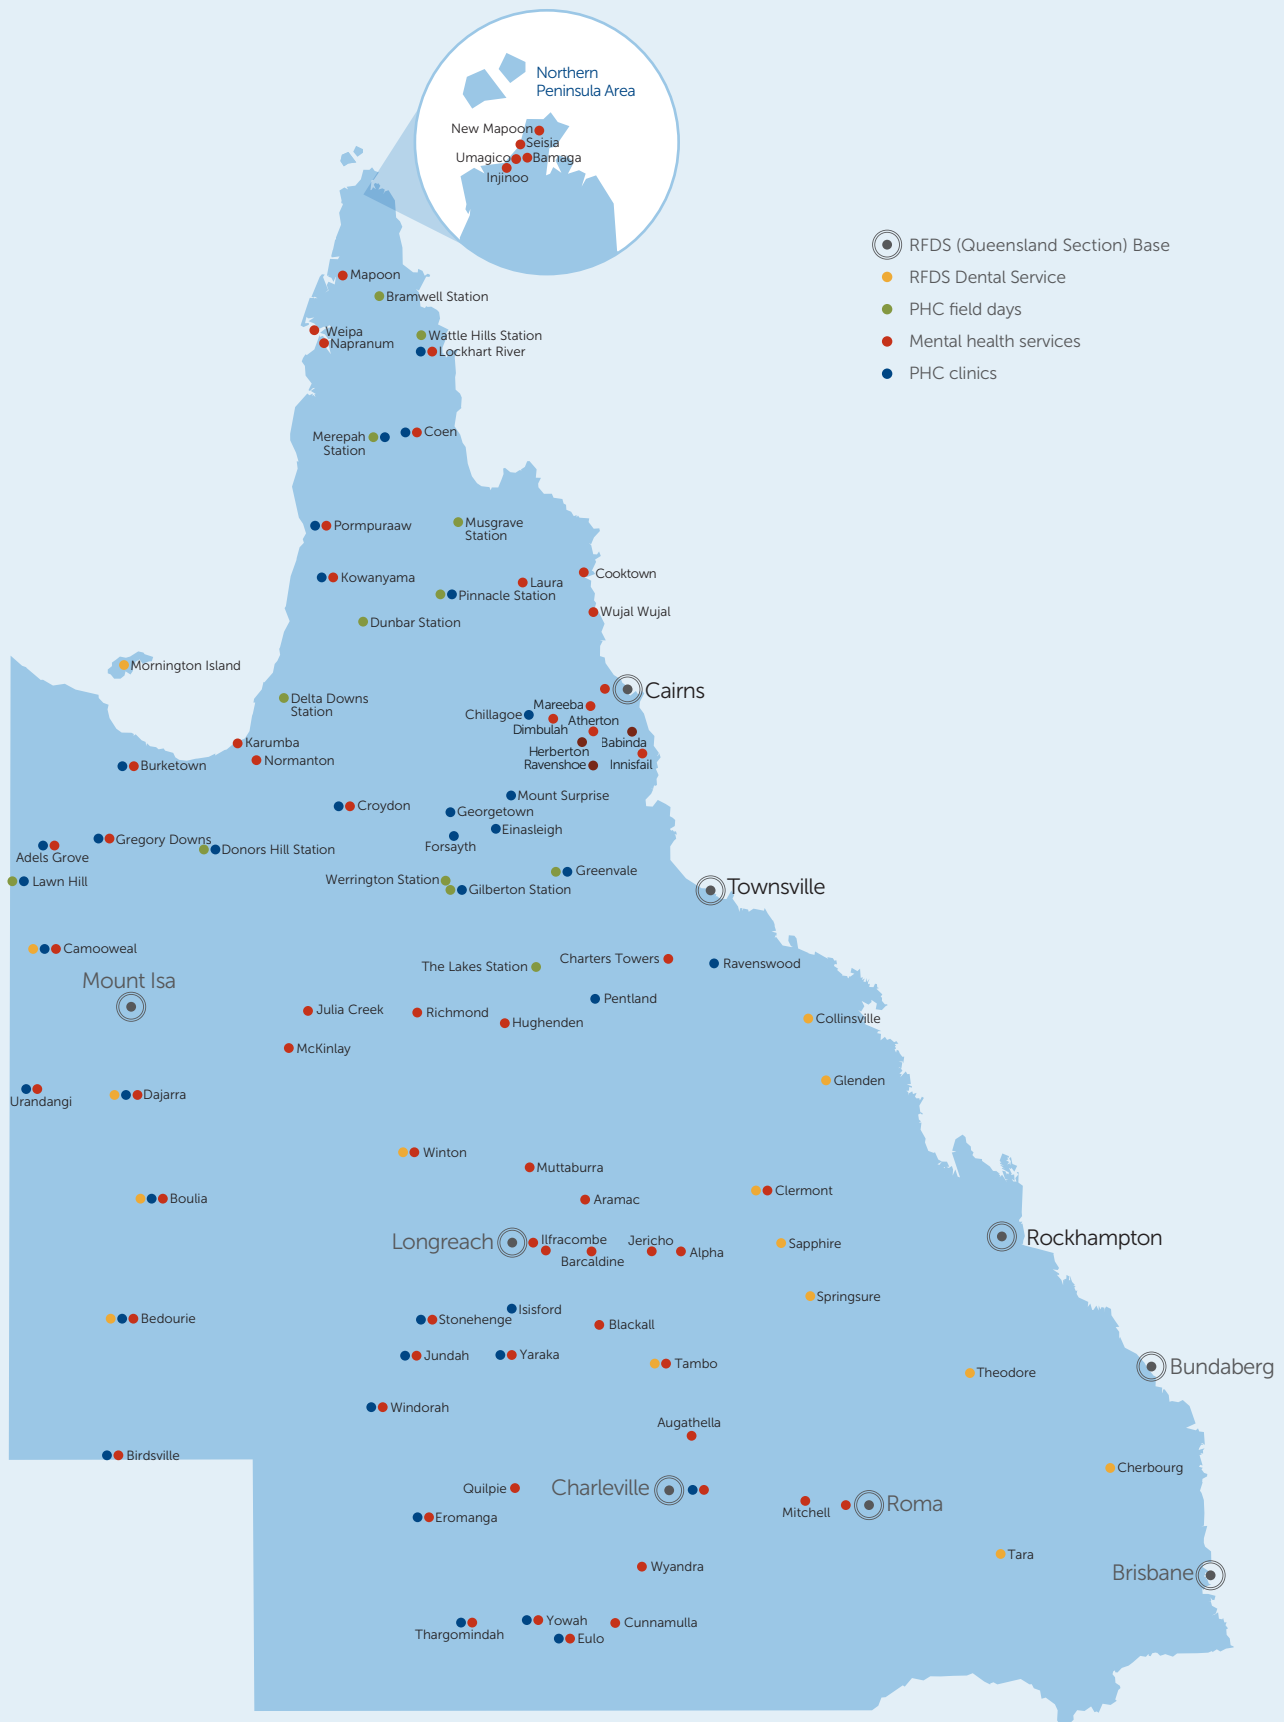 Northern
Peninsula Area
New Mapoon
Seisia
Umagico
Bamaga
Injinoo
RFDS (Queensland Section) Base
RFDS Dental Service
PHC field days
Mental health services
PHC clinics
Mapoon
Bramwell Station
Weipa
Napranum
Wattle Hills Station
Lockhart River
Merepah
Station
Coen
Pormpuraaw
Musgrave
Station
Kowanyama
Laura
Cooktown
Pinnacle Station
Wujal Wujal
Dunbar Station
Mornington Island
Delta Downs
Station
Cairns
Mareeba
Chillagoe
Atherton
Dimbulah
Babinda
Karumba
Herberton
Normanton
Ravenshoe
Innisfail
Burketown
Mount Surprise
Croydon
Georgetown
Einasleigh
Gregory Downs
Forsayth
Donors Hill Station
Adels Grove
Greenvale
Werrington Station
Lawn Hill
Gilberton Station
Townsville
Camooweal
Charters Towers
Ravenswood
The Lakes Station
Mount Isa
Pentland
Julia Creek
Richmond
Hughenden
Collinsville
McKinlay
Glenden
Urandangi
Dajarra
Winton
Muttaburra
Clermont
Boulia
Aramac
Longreach
Ilfracombe
Jericho
Barcaldine
Alpha
Sapphire
Rockhampton
Springsure
Isisford
Bedourie
Stonehenge
Blackall
Jundah
Yaraka
Tambo
Theodore
Bundaberg
Windorah
Augathella
Birdsville
Cherbourg
Quilpie
Charleville
Mitchell
Roma
Eromanga
Tara
Wyandra
Brisbane
Thargomindah
Yowah
Cunnamulla
Eulo